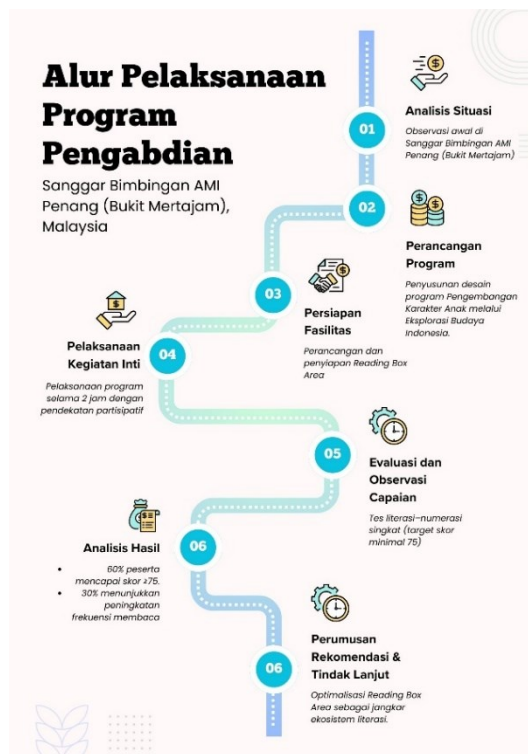 Alur Pelaksanaan
Program
Pengabdian
Sanggar Bimbingan AMI
Penang (Bukit Mertajam),
Malaysia
01
Analisis Situasi
Observasi awal di
Sanggar Bimbingan AMI
Penang (Bukit Mertajam)
02
Perancangan
Program
Penyusunan desain
program Pengembangan
Karakter Anak melalui
Eksplorasi Budaya
Indonesia.
03
Persiapan
Fasilitas
Perancangan dan
penyiapan Reading Box
Area
04
Pelaksanaan
Kegiatan Inti
Pelaksanaan program
selama 2 jam dengan
pendekatan partisipatif
05
Evaluasi dan
Observasi
Capaian
Tes literasi–numerasi
singkat (target skor
minimal 75)
06
Analisis Hasil
• 60% peserta
mencapai skor ≥75.
• 30% menunjukkan
peningkatan
frekuensi membaca
06
Perumusan
Rekomendasi &
Tindak Lanjut
Optimalisasi Reading Box
Area sebagai jangkar
ekosistem literasi.